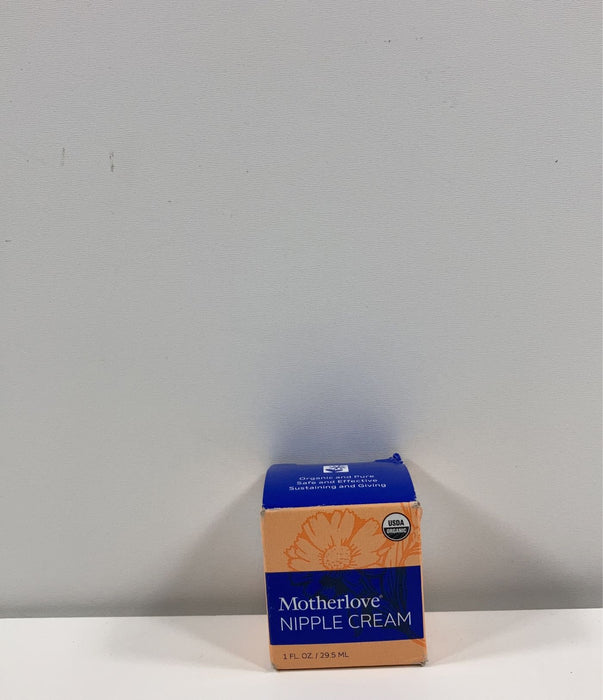 Organic and Pure
Safe and Effective
Sustaining and Giving
USDA
ORGANIC
Motherlove®
NIPPLE CREAM
1 FL. OZ. / 29.5 ML